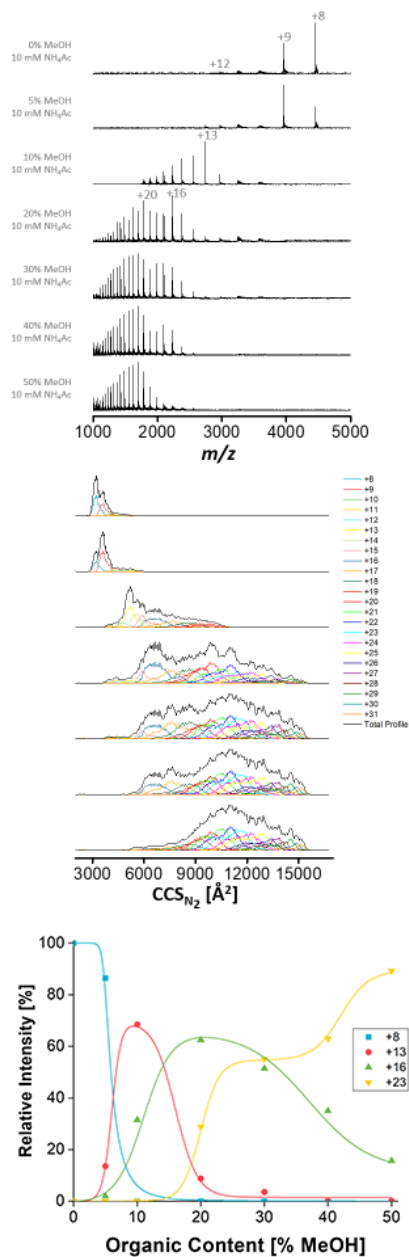 +8
+9
0% MeOH
10 mM NH₄Ac
+12
5% MeOH
10 mM NH₄Ac
+13
10% MeOH
10 mM NH₄Ac
+20 +16
20% MeOH
10 mM NH₄Ac
30% MeOH
10 mM NH₄Ac
40% MeOH
10 mM NH₄Ac
50% MeOH
10 mM NH₄Ac
1000 2000 3000 4000 5000
m/z
+8
+9
+10
+11
+12
+13
+14
+15
+16
+17
+18
+19
+20
+21
+22
+23
+24
+25
+26
+27
+28
+29
+30
+31
Total Profile
3000 6000 9000 12000 15000
CCS_N₂ [Å²]
100
80
60
40
20
0
Relative Intensity [%]
+8
+13
+16
+23
0 10 20 30 40 50
Organic Content [% MeOH]